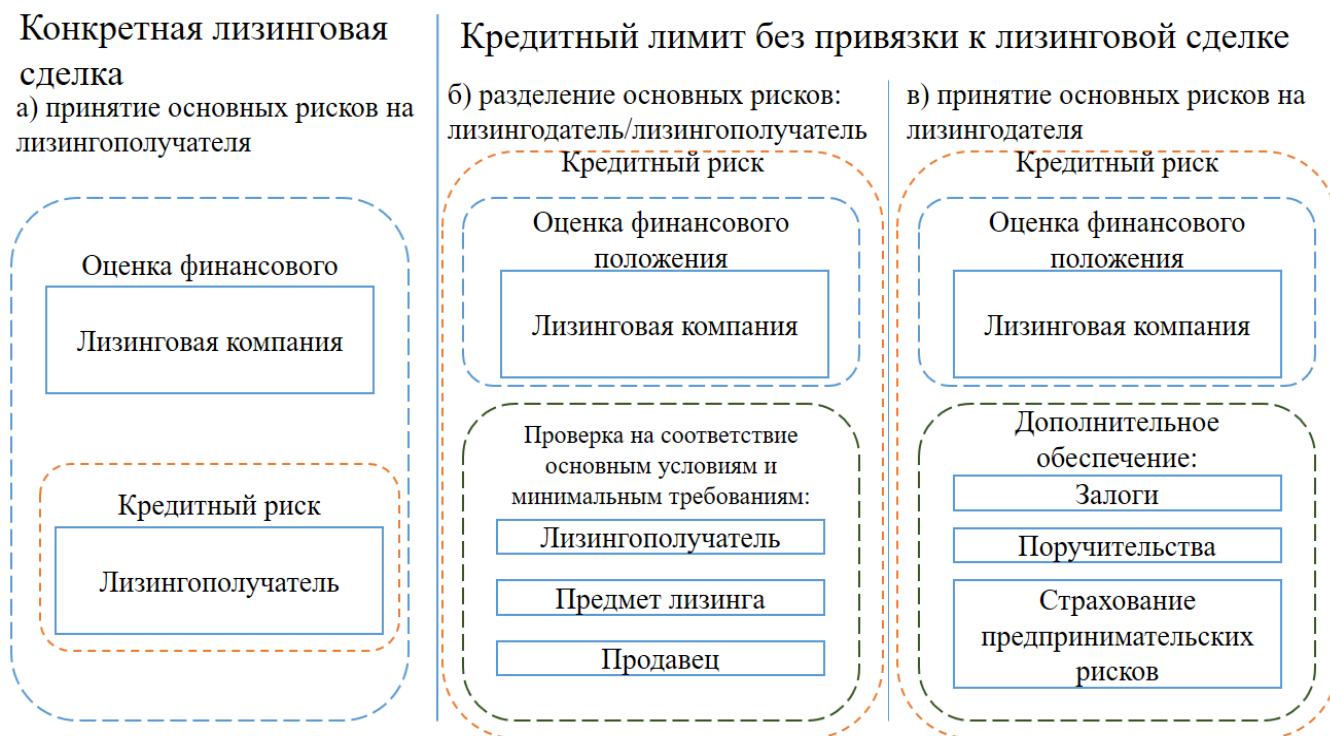 Конкретная лизинговая
сделка
а) принятие основных рисков на
лизингополучателя
Оценка финансового
Лизинговая компания
Кредитный риск
Лизингополучатель
Кредитный лимит без привязки к лизинговой сделке
б) разделение основных рисков:
лизингодатель/лизингополучатель
Кредитный риск
Оценка финансового
положения
Лизинговая компания
Проверка на соответствие
основным условиям и
минимальным требованиям:
Лизингополучатель
Предмет лизинга
Продавец
в) принятие основных рисков на
лизингодателя
Кредитный риск
Оценка финансового
положения
Лизинговая компания
Дополнительное
обеспечение:
Залоги
Поручительства
Страхование
предпринимательских
рисков